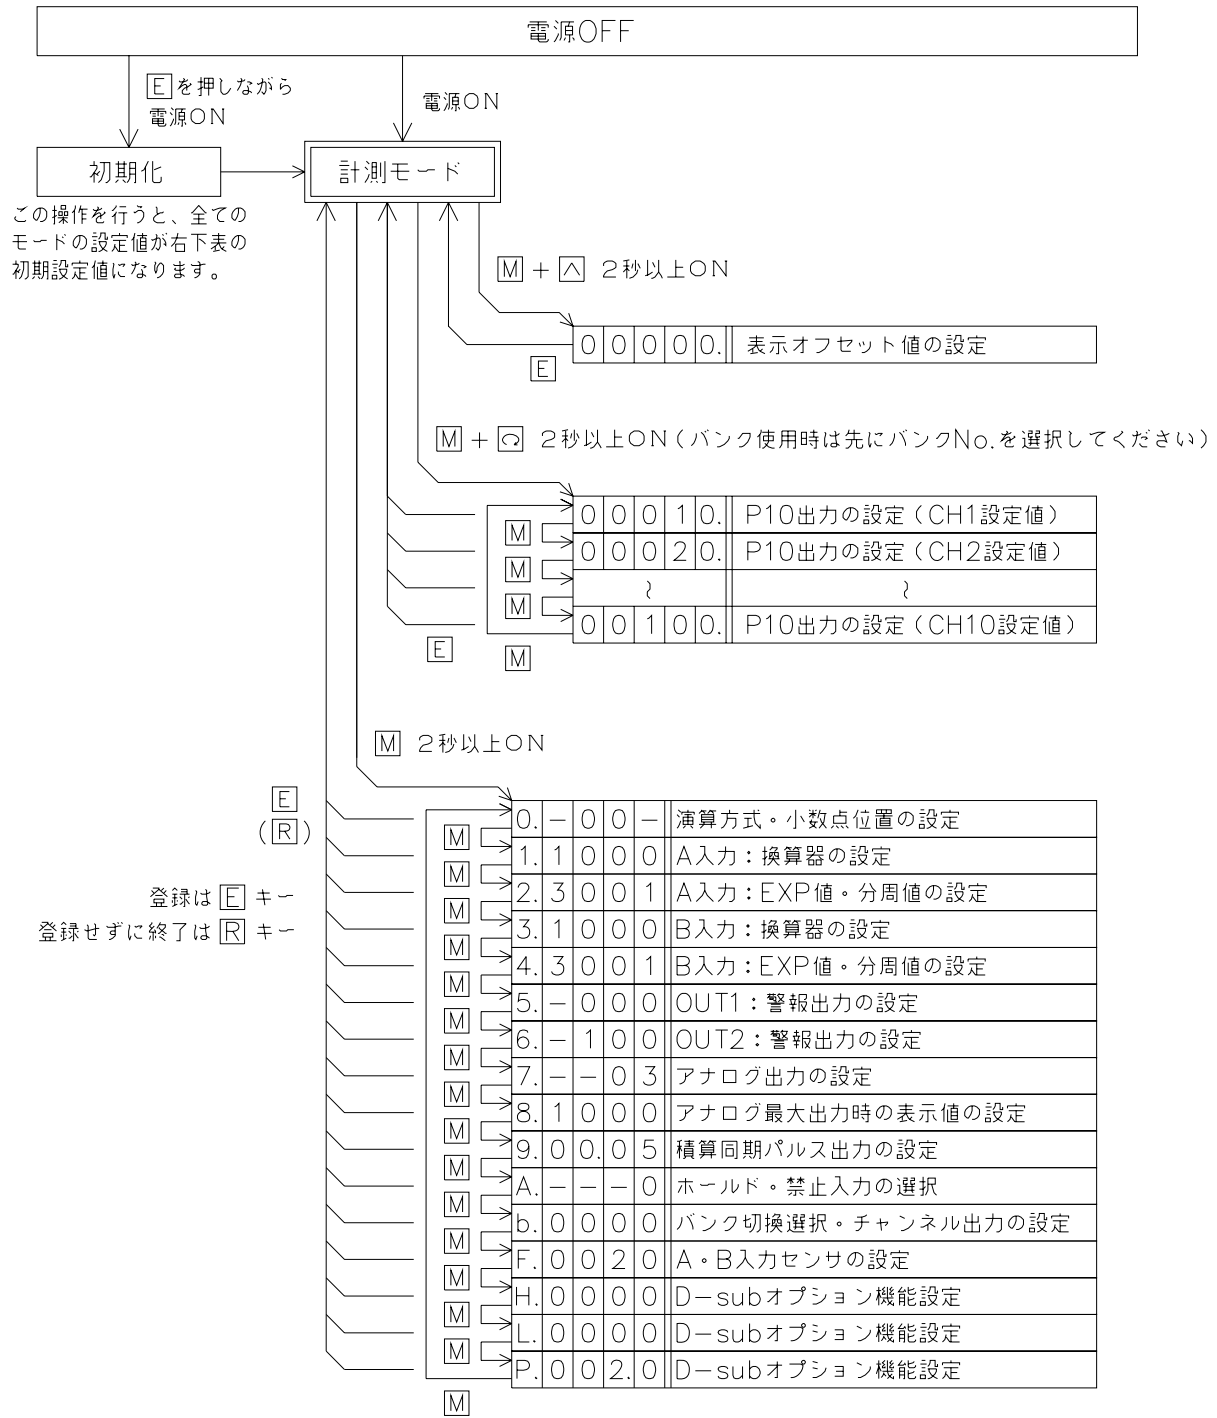 電源OFF
Eを押しながら
電源ON
電源ON
初期化
計測モード
この操作を行うと、全ての
モードの設定値が右下表の
初期設定値になります。
M + ヘ 2秒以上ON
0 0 0 0 0. 表示オフセット値の設定
E
M + 2秒以上ON(バンク使用時は先にバンクNo.を選択してください)
0 0 0 1 0. P10出力の設定(CH1設定値)
M
0 0 0 2 0. P10出力の設定(CH2設定値)
M
~ ~
M
0 0 1 0 0. P10出力の設定(CH10設定値)
E
M
M 2秒以上ON
E
(R)
登録は E キー
登録せずに終了は R キー
0. - 0 0 - 演算方式・小数点位置の設定
M
1. 1 0 0 0 A入力:換算器の設定
M
2. 3 0 0 1 A入力:EXP値・分周値の設定
M
3. 1 0 0 0 B入力:換算器の設定
M
4. 3 0 0 1 B入力:EXP値・分周値の設定
M
5. - 0 0 0 OUT1:警報出力の設定
M
6. - 1 0 0 OUT2:警報出力の設定
M
7. - - 0 3 アナログ出力の設定
M
8. 1 0 0 0 アナログ最大出力時の表示値の設定
M
9. 0 0. 0 5 積算同期パルス出力の設定
M
A. - - - 0 ホールド・禁止入力の選択
M
b. 0 0 0 0 バンク切換選択・チャンネル出力の設定
M
F. 0 0 2 0 A・B入力センサの設定
M
H. 0 0 0 0 D-subオプション機能設定
M
L. 0 0 0 0 D-subオプション機能設定
M
P. 0 0 2. 0 D-subオプション機能設定
M